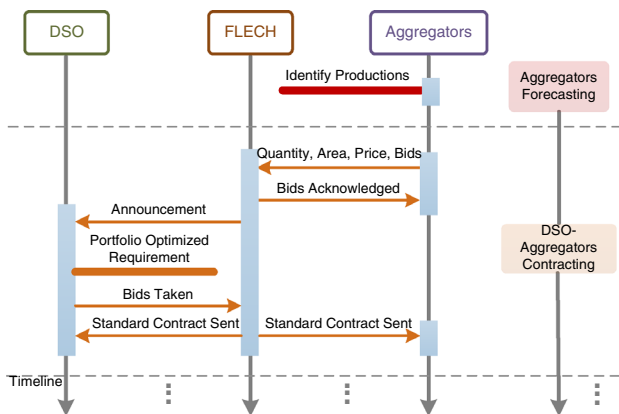 DSO
FLECH
Aggregators
Identify Productions
Aggregators
Forecasting
Quantity, Area, Price, Bids
Bids Acknowledged
Announcement
Portfolio Optimized
Requirement
DSO-
Aggregators
Contracting
Bids Taken
Standard Contract Sent
Standard Contract Sent
Timeline